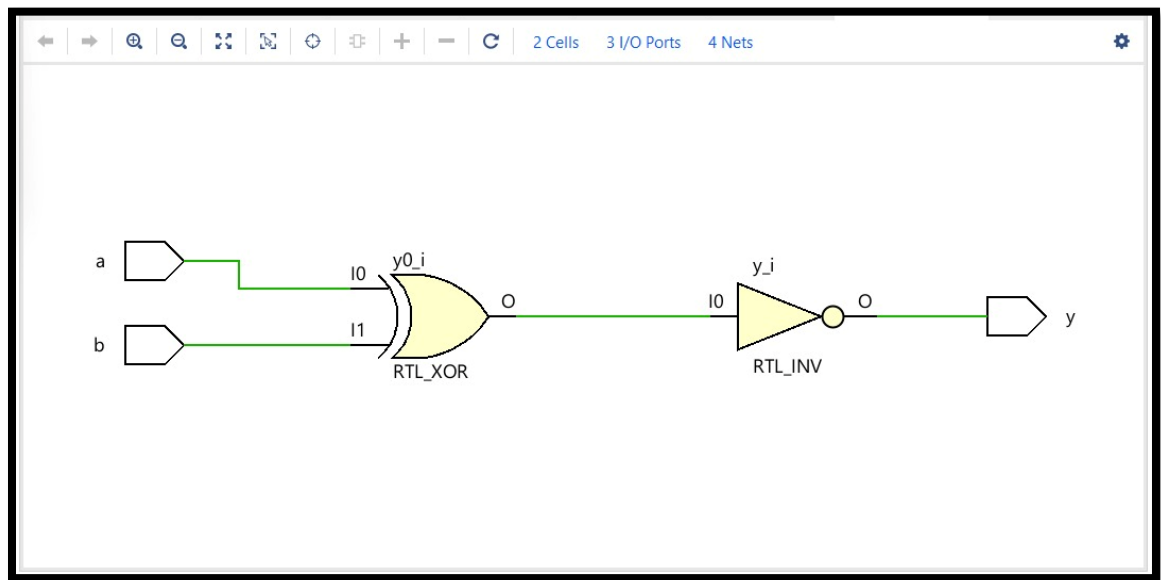 2 Cells 3 I/O Ports 4 Nets
a
I0
y0_i
b
I1
RTL_XOR
O
I0
y_i
RTL_INV
O
y